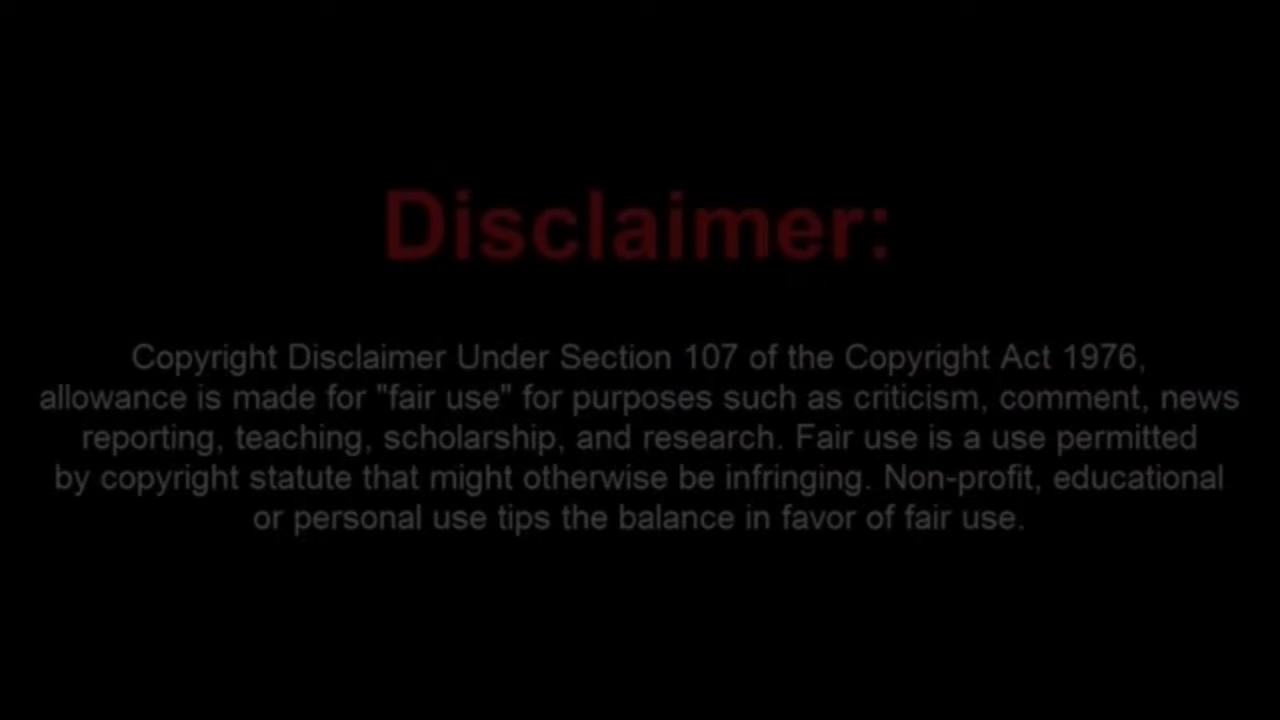 Disclaimer:
Copyright Disclaimer Under Section 107 of the Copyright Act 1976,
allowance is made for "fair use" for purposes such as criticism, comment, news
reporting, teaching, scholarship, and research. Fair use is a use permitted
by copyright statute that might otherwise be infringing. Non-profit, educational
or personal use tips the balance in favor of fair use.